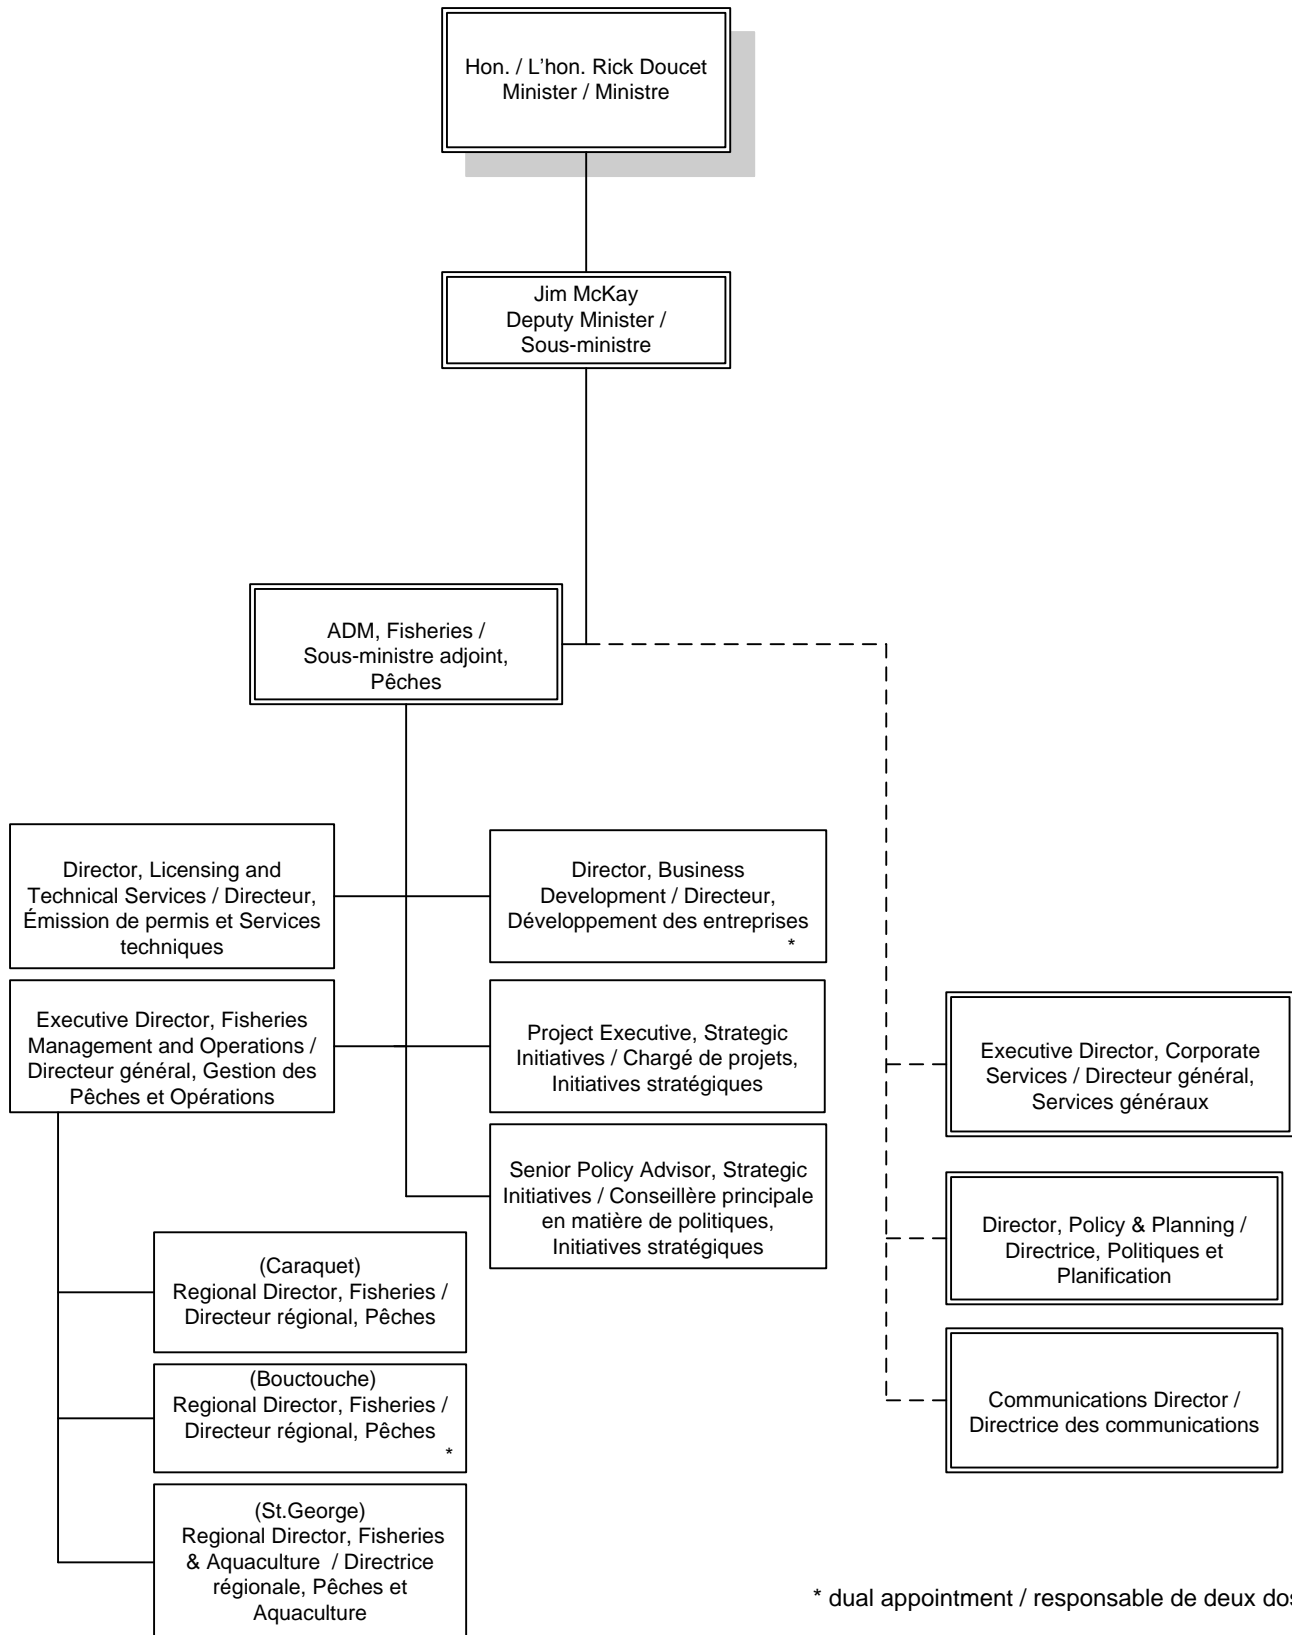 Hon. / L'hon. Rick Doucet
Minister / Ministre
Jim McKay
Deputy Minister /
Sous-ministre
ADM, Fisheries /
Sous-ministre adjoint,
Pêches
Director, Licensing and
Technical Services / Directeur,
Émission de permis et Services
techniques
Director, Business
Development / Directeur,
Développement des entreprises
*
Executive Director, Fisheries
Management and Operations /
Directeur général, Gestion des
Pêches et Opérations
Project Executive, Strategic
Initiatives / Chargé de projets,
Initiatives stratégiques
Senior Policy Advisor, Strategic
Initiatives / Conseillère principale
en matière de politiques,
Initiatives stratégiques
(Caraquet)
Regional Director, Fisheries /
Directeur régional, Pêches
(Bouctouche)
Regional Director, Fisheries /
Directeur régional, Pêches
*
(St.George)
Regional Director, Fisheries
& Aquaculture / Directrice
régionale, Pêches et
Aquaculture
Executive Director, Corporate
Services / Directeur général,
Services généraux
Director, Policy & Planning /
Directrice, Politiques et
Planification
Communications Director /
Directrice des communications
* dual appointment / responsable de deux